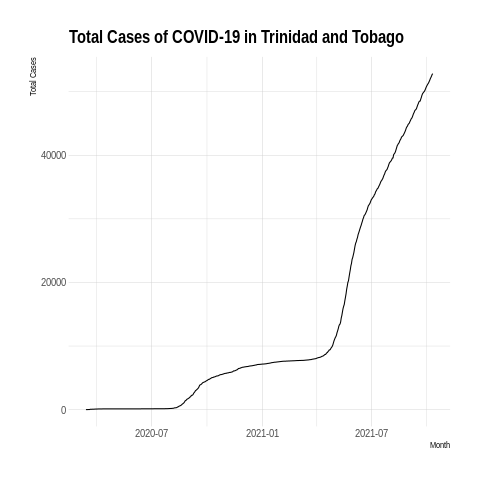 Total Cases of COVID-19 in Trinidad and Tobago
Total Cases
40000
20000
0
2020-07
2021-01
2021-07
Month